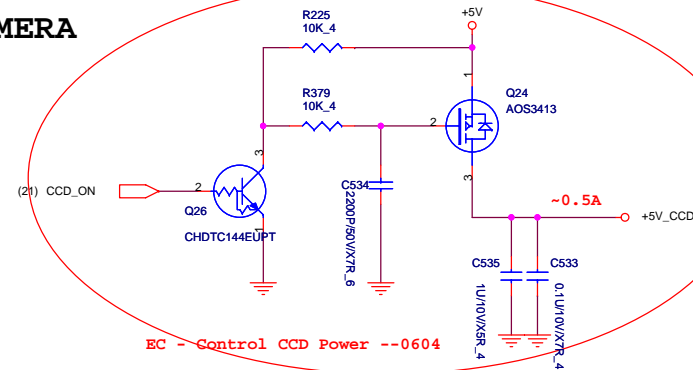 MERA
R225
10K_4
+5V
R379
10K_4
1
Q24
AOS3413
2
3
C534
2200P/50V/X7R_6
3
(21) CCD_ON
2
Q26
1
CHDTC144EUPT
~0.5A
+5V_CCD
C535
1U/10V/X5R_4
C533
0.1U/10V/X7R_4
EC - Control CCD Power --0604